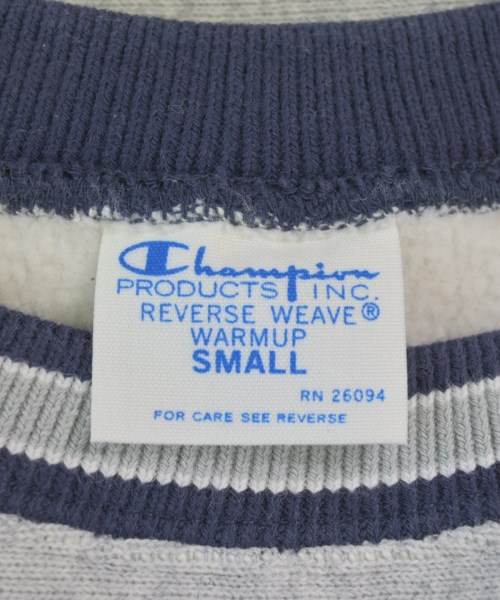 Champion
PRODUCTS INC.
REVERSE WEAVE®
WARMUP
SMALL
RN 26094
FOR CARE SEE REVERSE